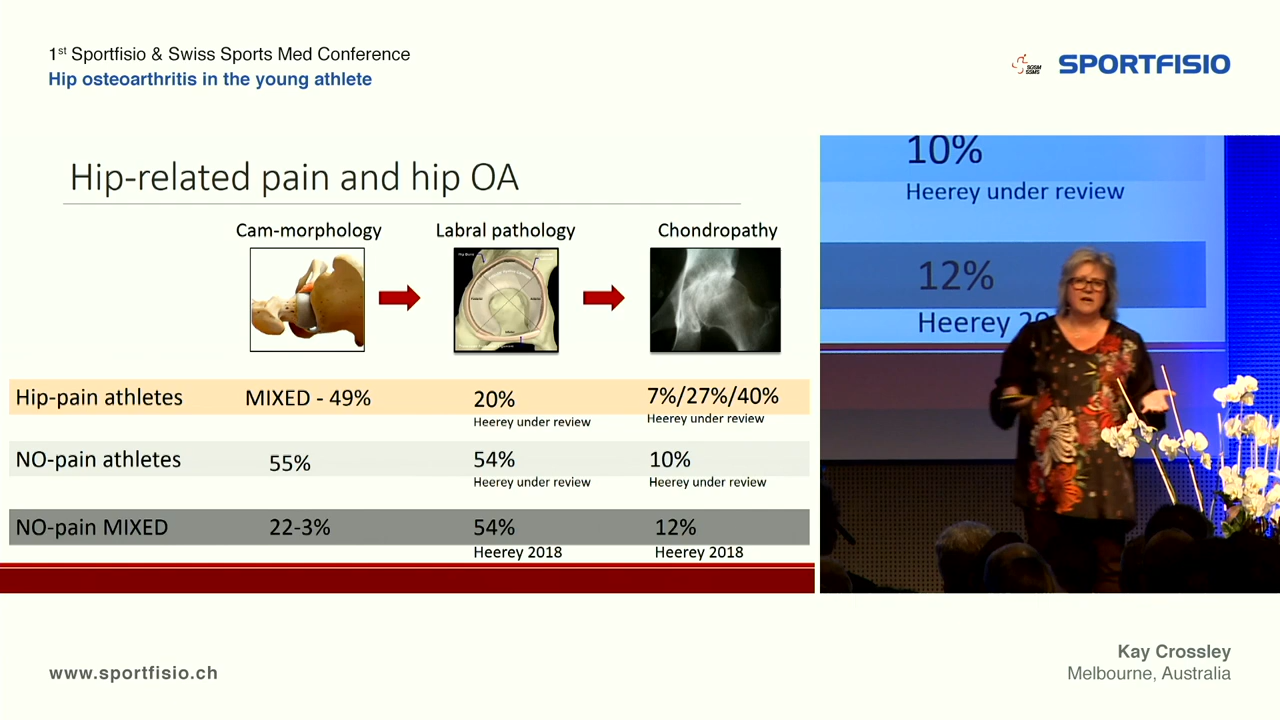 1st Sportfisio & Swiss Sports Med Conference
Hip osteoarthritis in the young athlete
SGSM
SSMS
SPORTFISIO
Hip-related pain and hip OA
Cam-morphology
Labral pathology
Chondropathy
Hip-pain athletes
MIXED - 49%
20%
7%/27%/40%
Heerey under review
Heerey under review
NO-pain athletes
55%
54%
10%
Heerey under review
Heerey under review
NO-pain MIXED
22-3%
54%
12%
Heerey 2018
Heerey 2018
10%
Heerey under review
12%
Heerey
www.sportfisio.ch
Kay Crossley
Melbourne, Australia